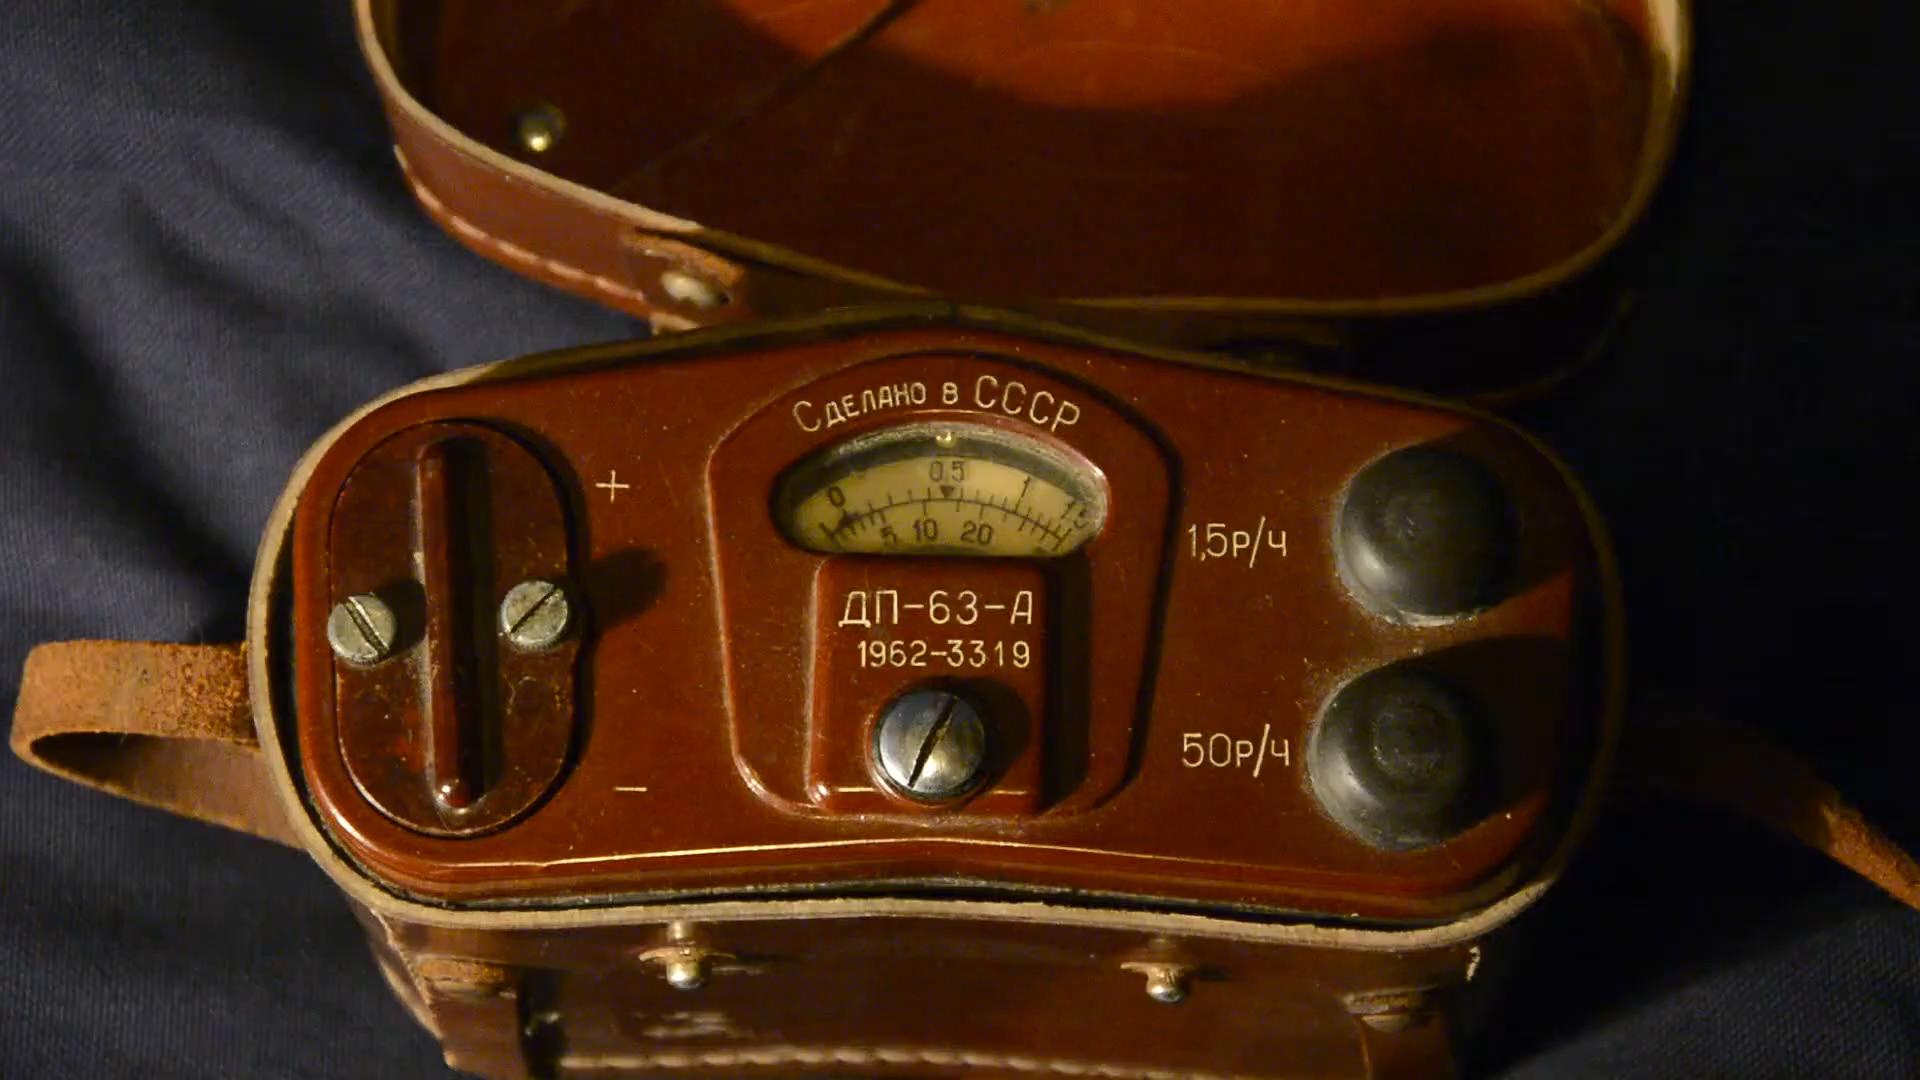 Сделано в СССР
0 0.5 1 1.5
5 10 20
ДП-63-А
1962-3319
+
−
1,5р/ч
50р/ч